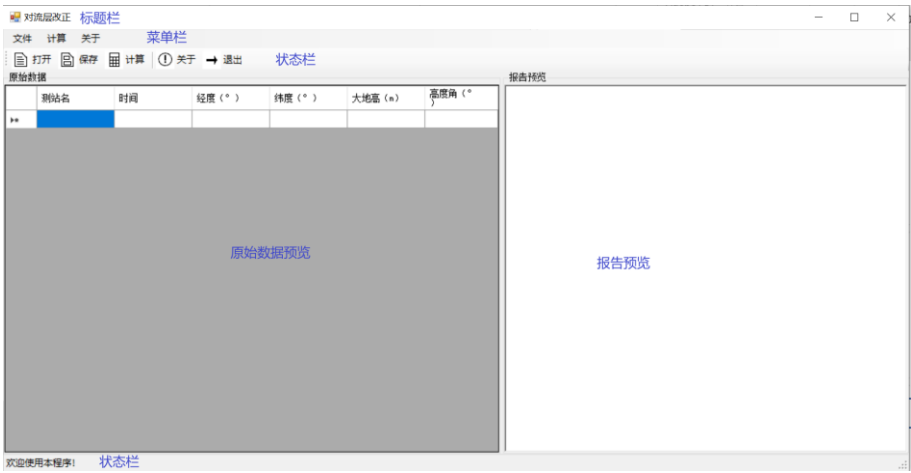 对流层改正 标题栏
文件 计算 关于 菜单栏
打开 保存 计算 关于 退出 状态栏
原始数据 报告预览
测站名 时间 经度(°) 纬度(°) 大地高(m) 高度角(°
)
原始数据预览
报告预览
欢迎使用本程序! 状态栏